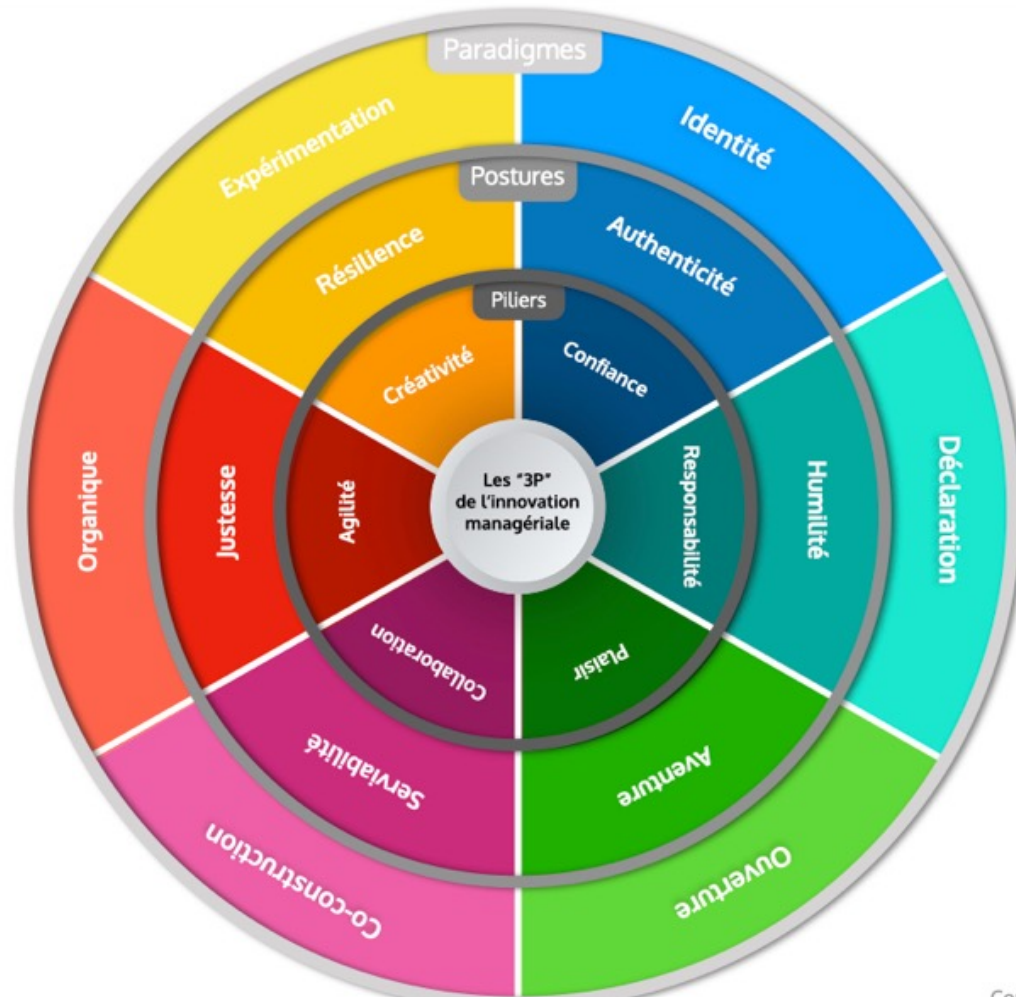 Paradigmes
Expérimentation
Identité
Postures
Résilience
Authenticité
Piliers
Créativité
Confiance
Organique
Justesse
Agilité
Les "3P"
de l'innovation
managériale
Responsabilité
Humilité
Déclaration
Collaboration
Plaisir
Serviabilité
Aventure
Co-construction
Ouverture